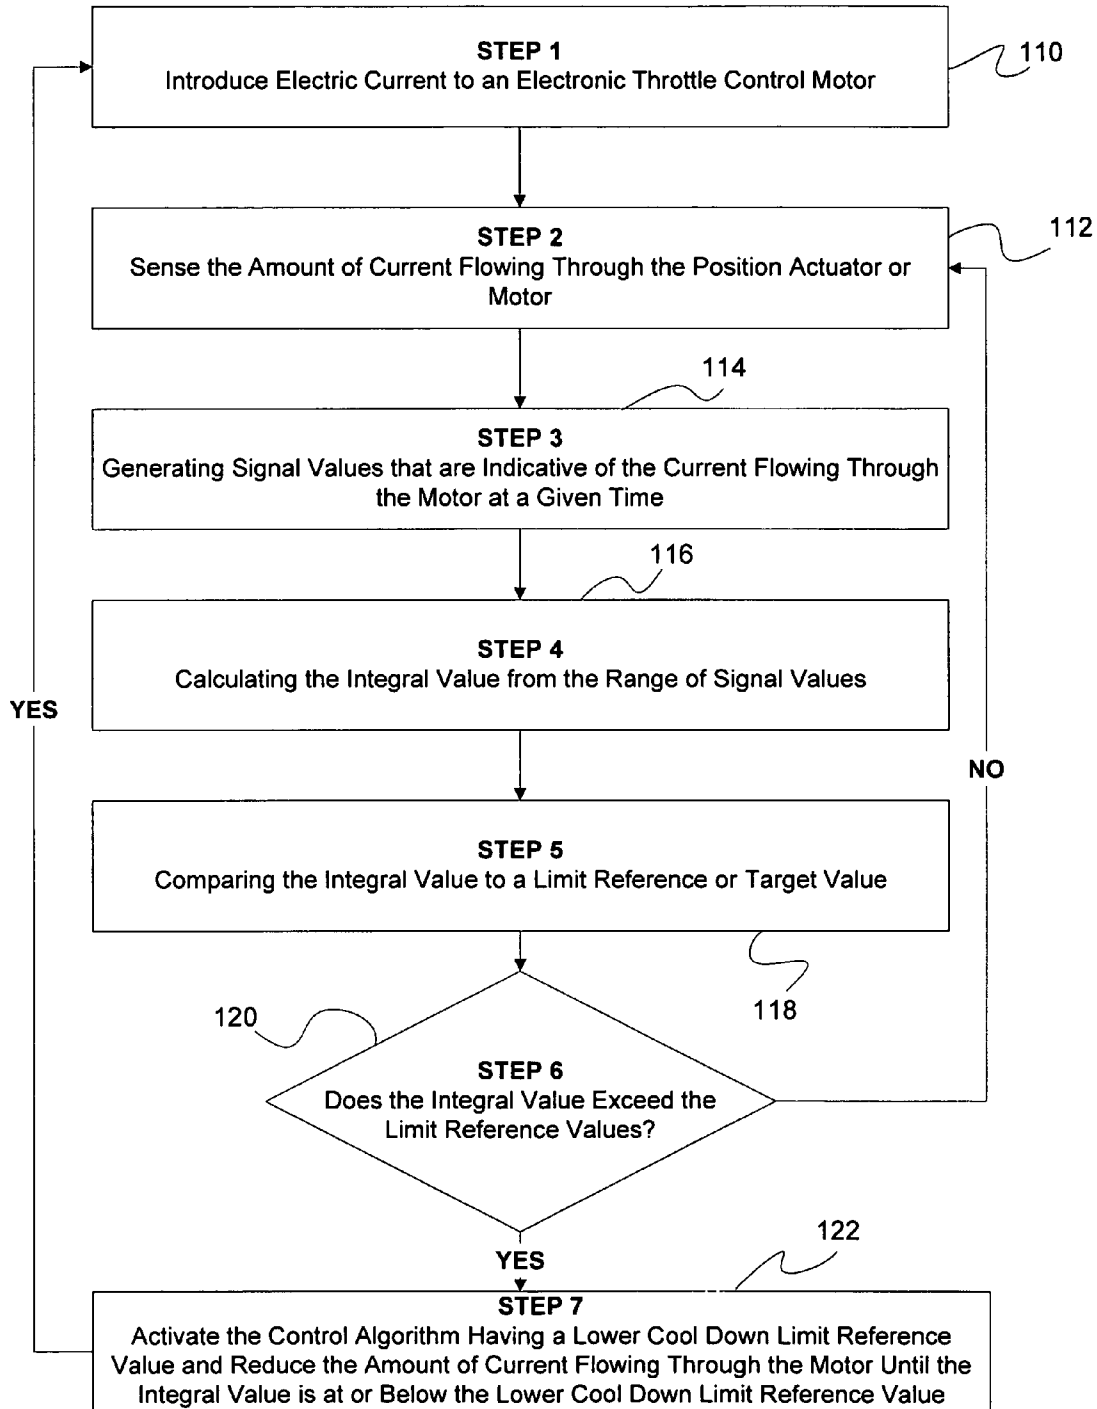 STEP 1
Introduce Electric Current to an Electronic Throttle Control Motor
110
STEP 2
Sense the Amount of Current Flowing Through the Position Actuator or
Motor
112
114
STEP 3
Generating Signal Values that are Indicative of the Current Flowing Through
the Motor at a Given Time
116
STEP 4
Calculating the Integral Value from the Range of Signal Values
YES
NO
STEP 5
Comparing the Integral Value to a Limit Reference or Target Value
118
120
STEP 6
Does the Integral Value Exceed the
Limit Reference Values?
YES
122
STEP 7
Activate the Control Algorithm Having a Lower Cool Down Limit Reference
Value and Reduce the Amount of Current Flowing Through the Motor Until the
Integral Value is at or Below the Lower Cool Down Limit Reference Value